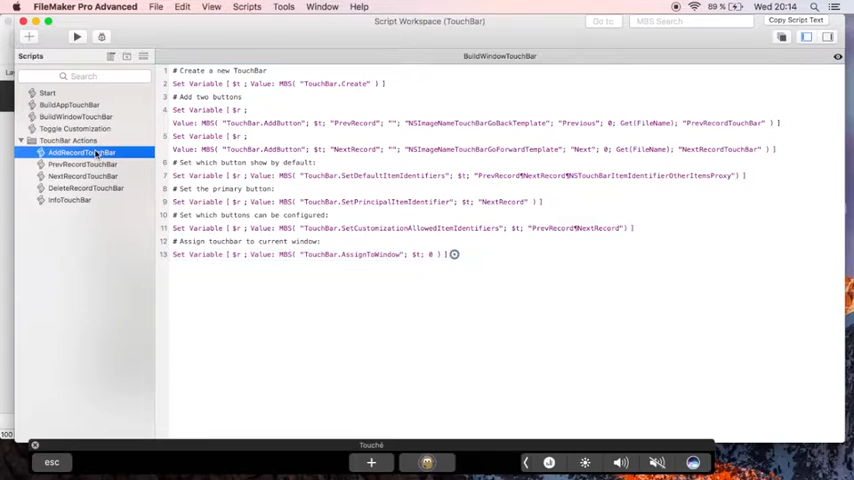 FileMaker Pro Advanced File Edit View Scripts Tools Window Help 89 % Wed 20:14
Script Workspace (TouchBar)
Go to MBS Search Copy Script Text
Scripts
BuildWindowTouchBar
Search
Start
BuildAppTouchBar
BuildWindowTouchBar
Toggle Customization
TouchBar Actions
AddRecordTouchBar
PrevRecordTouchBar
NextRecordTouchBar
DeleteRecordTouchBar
InfoTouchBar
1 # Create a new TouchBar
2 Set Variable [ $t ; Value: MBS( "TouchBar.Create" ) ]
3 # Add two buttons
4 Set Variable [ $r ;
Value: MBS( "TouchBar.AddButton"; $t; "PrevRecord"; ""; "NSImageNameTouchBarGoBackTemplate"; "Previous"; 0; Get(FileName); "PrevRecordTouchBar" ) ]
5 Set Variable [ $r ;
Value: MBS( "TouchBar.AddButton"; $t; "NextRecord"; ""; "NSImageNameTouchBarGoForwardTemplate"; "Next"; 0; Get(FileName); "NextRecordTouchBar" ) ]
6 # Set which button show by default:
7 Set Variable [ $r ; Value: MBS( "TouchBar.SetDefaultItemIdentifiers"; $t; "PrevRecord¶NextRecord¶NSTouchBarItemIdentifierOtherItemsProxy") ]
8 # Set the primary button:
9 Set Variable [ $r ; Value: MBS( "TouchBar.SetPrincipalItemIdentifier"; $t; "NextRecord" ) ]
10 # Set which buttons can be configured:
11 Set Variable [ $r ; Value: MBS( "TouchBar.SetCustomizationAllowedItemIdentifiers"; $t; "PrevRecord¶NextRecord") ]
12 # Assign touchbar to current window:
13 Set Variable [ $r ; Value: MBS( "TouchBar.AssignToWindow"; $t; 0 ) ]
100
Touché
esc